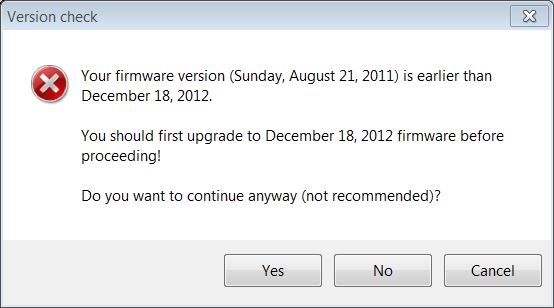 Version check
Your firmware version (Sunday, August 21, 2011) is earlier than
December 18, 2012.
You should first upgrade to December 18, 2012 firmware before
proceeding!
Do you want to continue anyway (not recommended)?
Yes
No
Cancel